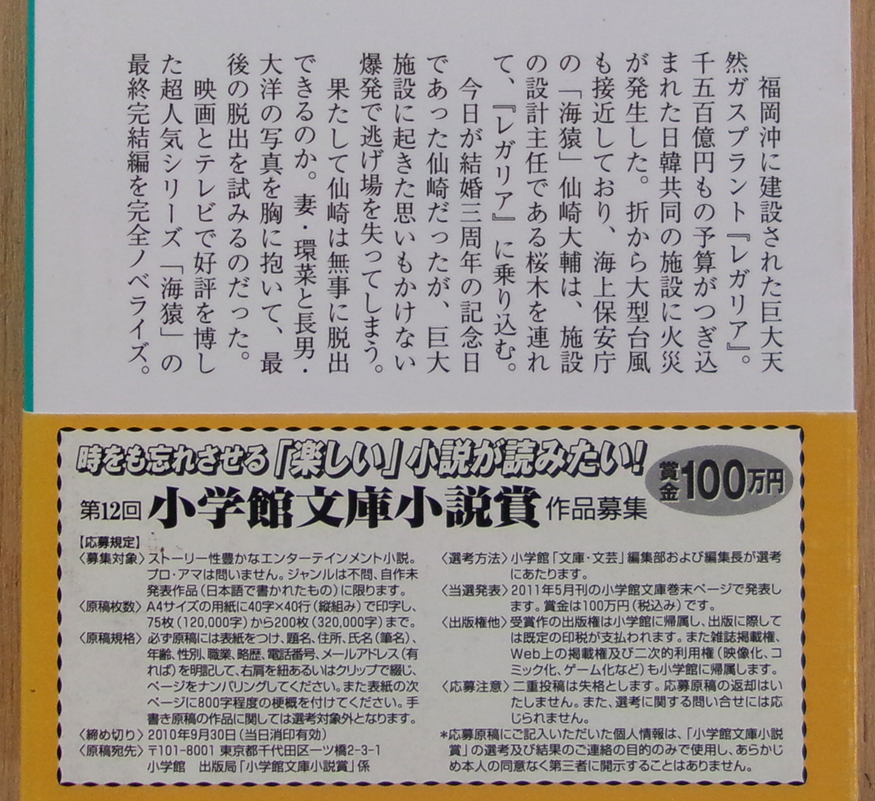 福岡沖に建設された巨大天
然ガスプラント『レガリア』。
千五百億円もの予算がつぎ込
まれた日韓共同の施設に火災
が発生した。折から大型台風
も接近しており、海上保安庁
の「海猿」仙崎大輔は、施設
の設計主任である桜木を連れ
て、『レガリア』に乗り込む。
今日が結婚三周年の記念日
であった仙崎だったが、巨大
施設に起きた思いもかけない
爆発で逃げ場を失ってしまう。
果たして仙崎は無事に脱出
できるのか。妻・環菜と長男・
大洋の写真を胸に抱いて、最
後の脱出を試みるのだった。
映画とテレビで好評を博し
た超人気シリーズ「海猿」の
最終完結編を完全ノベライズ。
時をも忘れさせる「楽しい」小説が読みたい!
賞金100万円
第12回 小学館文庫小説賞 作品募集
【応募規定】
〈募集対象〉ストーリー性豊かなエンターテインメント小説。
プロ・アマは問いません。ジャンルは不問、自作未
発表作品(日本語で書かれたもの)に限ります。
〈原稿枚数〉A4サイズの用紙に40字×40行(縦組み)で印字し、
75枚(120,000字)から200枚(320,000字)まで。
〈原稿規格〉必ず原稿には表紙をつけ、題名、住所、氏名(筆名)、
年齢、性別、職業、略歴、電話番号、メールアドレス(有
れば)を明記して、右肩を紐あるいはクリップで綴じ、
ページをナンバリングしてください。また表紙の次
ページに800字程度の梗概を付けてください。手
書き原稿の作品に関しては選考対象外となります。
〈締め切り〉2010年9月30日(当日消印有効)
〈原稿宛先〉〒101-8001 東京都千代田区一ツ橋2-3-1
小学館 出版局「小学館文庫小説賞」係
〈選考方法〉小学館「文庫・文芸」編集部および編集長が選考
にあたります。
〈当選発表〉2011年5月刊の小学館文庫巻末ページで発表し
ます。賞金は100万円(税込み)です。
〈出版権他〉受賞作の出版権は小学館に帰属し、出版に際して
は既定の印税が支払われます。また雑誌掲載権、
Web上の掲載権及び二次的利用権(映像化、コ
ミック化、ゲーム化など)も小学館に帰属します。
〈応募注意〉二重投稿は失格とします。応募原稿の返却はい
たしません。また、選考に関する問い合せには応
じられません。
*応募原稿にご記入いただいた個人情報は、「小学館文庫小説
賞」の選考及び結果のご連絡の目的のみで使用し、あらかじ
め本人の同意なく第三者に開示することはありません。